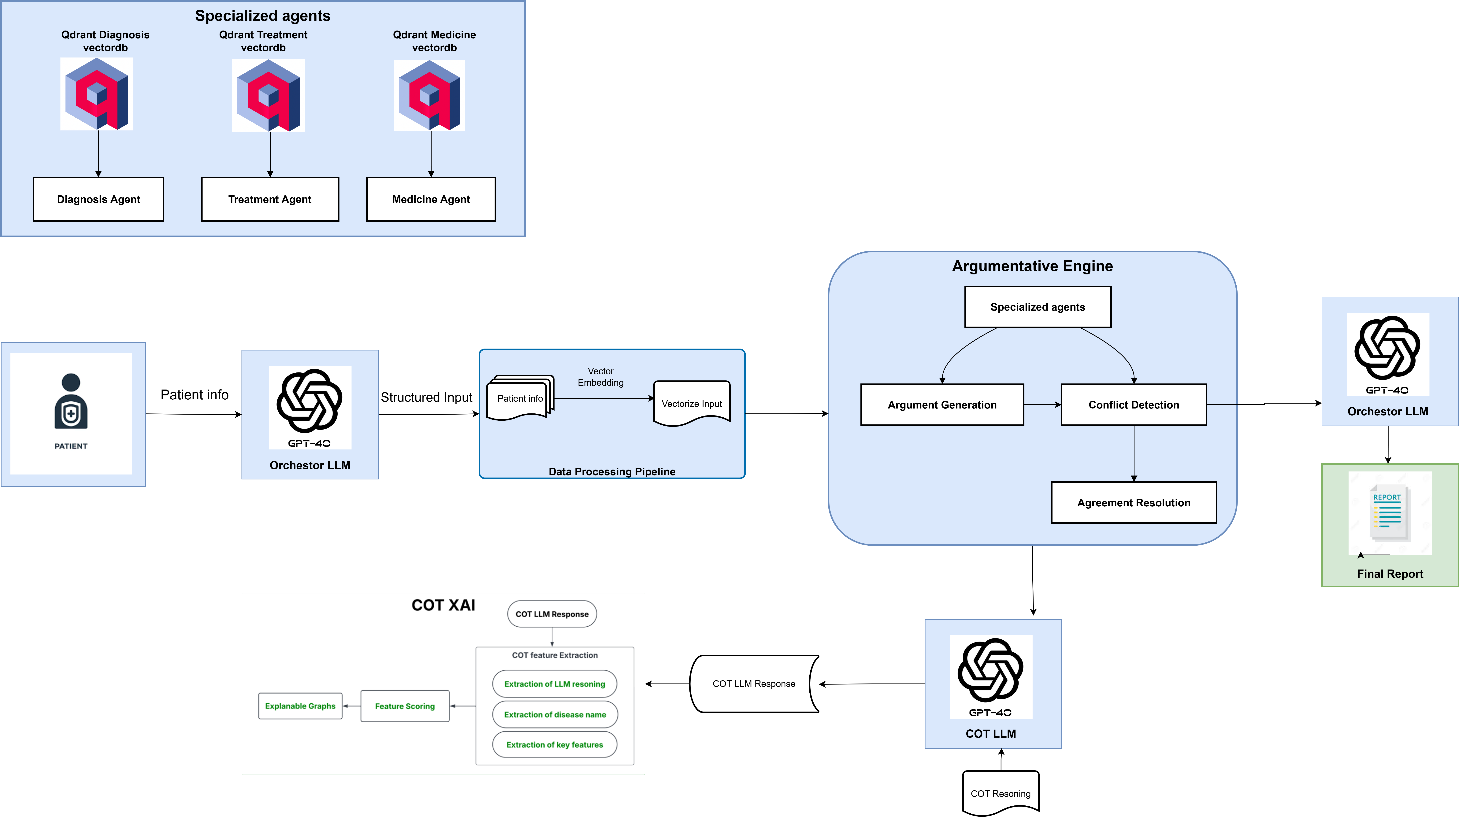 Specialized agents
Qdrant Diagnosis
vectordb
Qdrant Treatment
vectordb
Qdrant Medicine
vectordb
Diagnosis Agent
Treatment Agent
Medicine Agent
Argumentative Engine
Specialized agents
Argument Generation
Conflict Detection
Agreement Resolution
PATIENT
Patient info
GPT-4O
Orchestor LLM
Structured Input
Patient info
Vector
Embedding
Vectorize Input
Data Processing Pipeline
GPT-4O
Orchestor LLM
REPORT
Final Report
COT XAI
COT LLM Response
COT feature Extraction
Extraction of LLM resoning
Extraction of disease name
Extraction of key features
Feature Scoring
Explanable Graphs
COT LLM Response
GPT-4O
COT LLM
COT Resoning